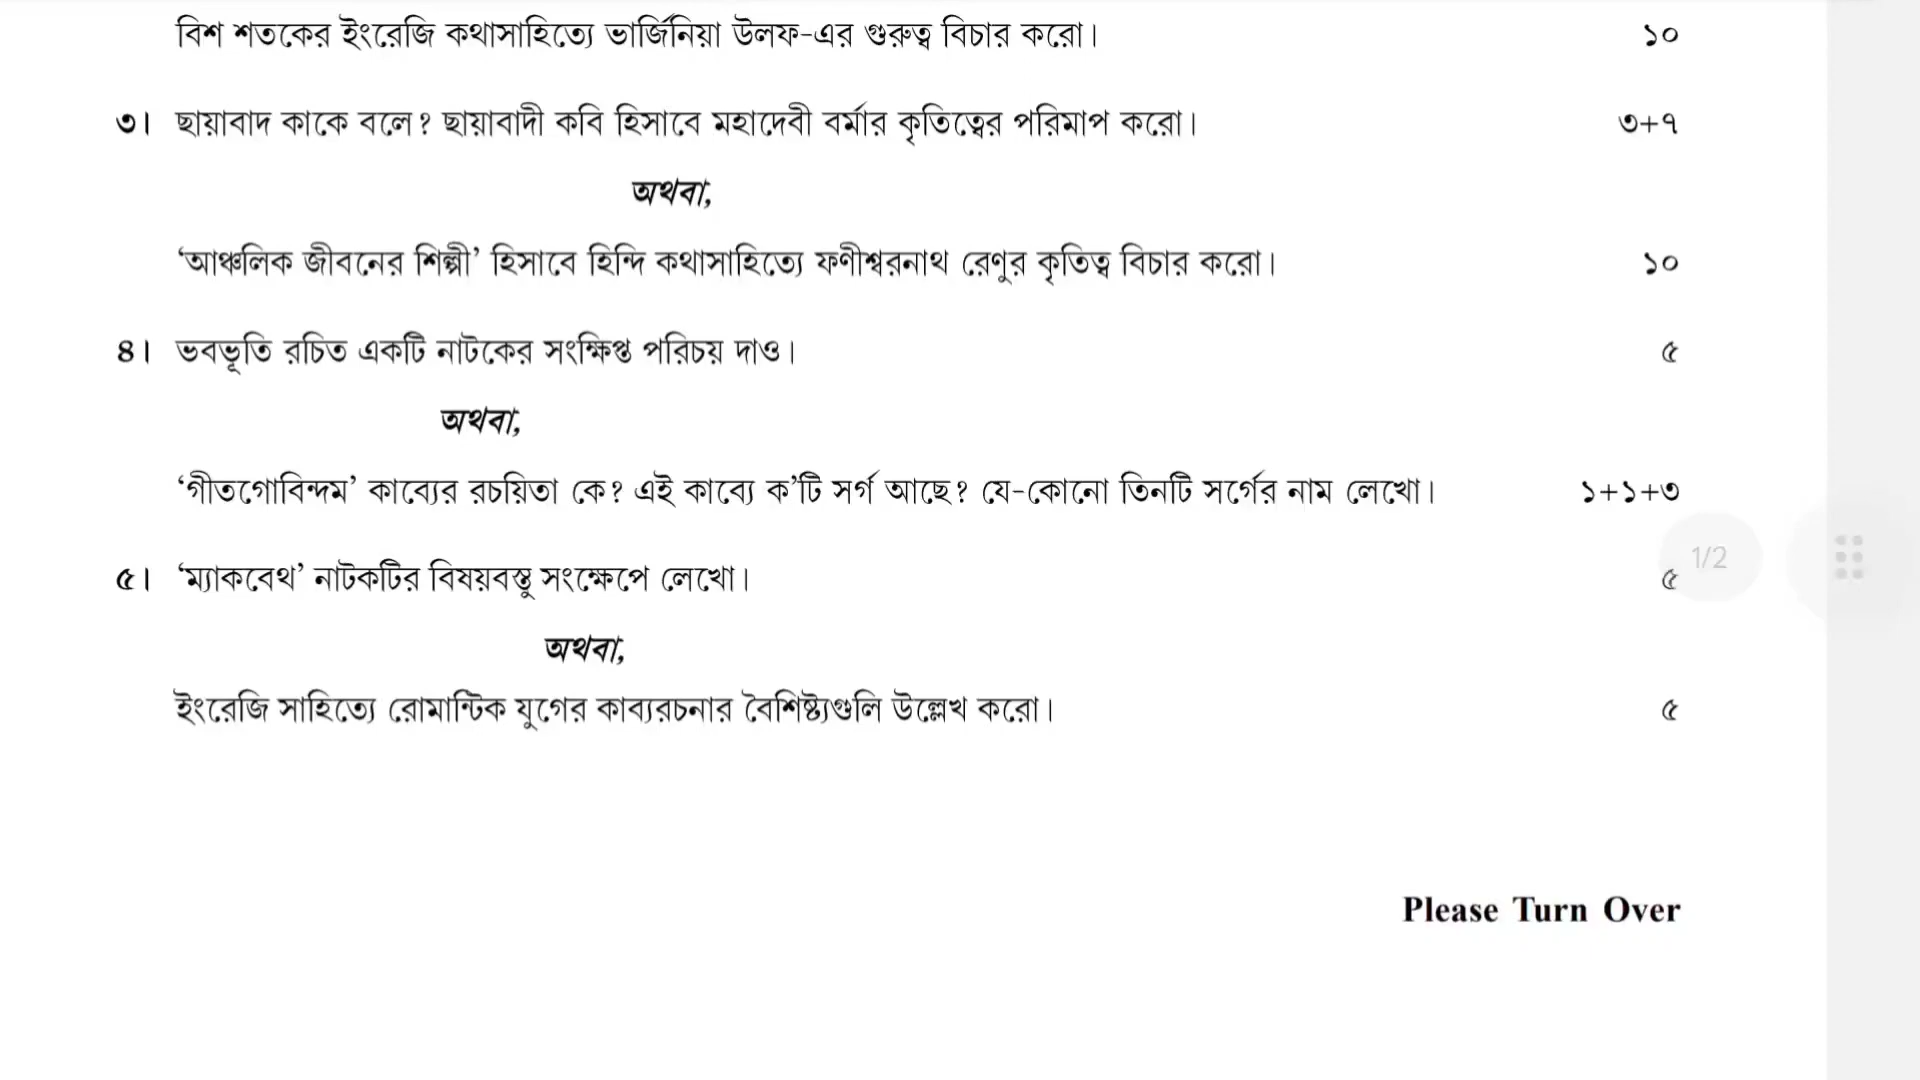 বিশ শতকের ইংরেজি কথাসাহিত্যে ভার্জিনিয়া উলফ-এর গুরুত্ব বিচার করো। ১০
৩। ছায়াবাদ কাকে বলে? ছায়াবাদী কবি হিসাবে মহাদেবী বর্মার কৃতিত্বের পরিমাপ করো। ৩+৭
অথবা,
‘আঞ্চলিক জীবনের শিল্পী’ হিসাবে হিন্দি কথাসাহিত্যে ফণীশ্বরনাথ রেণুর কৃতিত্ব বিচার করো। ১০
৪। ভবভূতি রচিত একটি নাটকের সংক্ষিপ্ত পরিচয় দাও। ৫
অথবা,
‘গীতগোবিন্দম’ কাব্যের রচয়িতা কে? এই কাব্যে ক’টি সর্গ আছে? যে-কোনো তিনটি সর্গের নাম লেখো। ১+১+৩
1/2
৫। ‘ম্যাকবেথ’ নাটকটির বিষয়বস্তু সংক্ষেপে লেখো। ৫
অথবা,
ইংরেজি সাহিত্যে রোমান্টিক যুগের কাব্যরচনার বৈশিষ্ট্যগুলি উল্লেখ করো। ৫
Please Turn Over